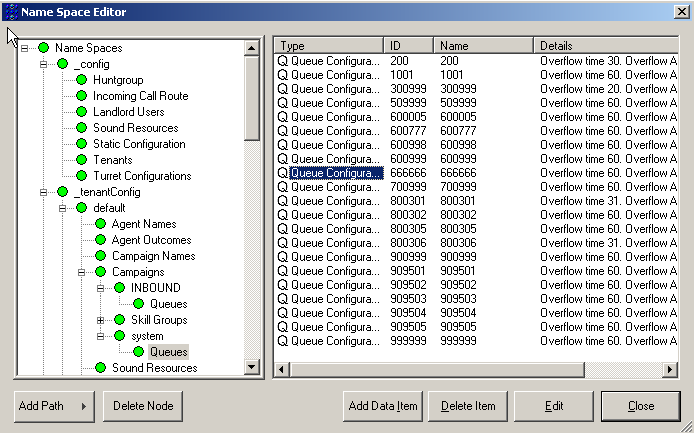 Name Space Editor
Name Spaces
_config
Huntgroup
Incoming Call Route
Landlord Users
Sound Resources
Static Configuration
Tenants
Turret Configurations
_tenantConfig
default
Agent Names
Agent Outcomes
Campaign Names
Campaigns
INBOUND
Queues
Skill Groups
system
Queues
Sound Resources
Type ID Name Details
Q Queue Configura... 200 200 Overflow time 30. Overflow A
Q Queue Configura... 1001 1001 Overflow time 60. Overflow A
Q Queue Configura... 300999 300999 Overflow time 20. Overflow A
Q Queue Configura... 509999 509999 Overflow time 60. Overflow A
Q Queue Configura... 600005 600005 Overflow time 60. Overflow A
Q Queue Configura... 600777 600777 Overflow time 60. Overflow A
Q Queue Configura... 600998 600998 Overflow time 60. Overflow A
Q Queue Configura... 600999 600999 Overflow time 60. Overflow A
Q Queue Configura... 666666 666666 Overflow time 60. Overflow A
Q Queue Configura... 700999 700999 Overflow time 60. Overflow A
Q Queue Configura... 800301 800301 Overflow time 31. Overflow A
Q Queue Configura... 800302 800302 Overflow time 60. Overflow A
Q Queue Configura... 800305 800305 Overflow time 60. Overflow A
Q Queue Configura... 800306 800306 Overflow time 31. Overflow A
Q Queue Configura... 900999 900999 Overflow time 60. Overflow A
Q Queue Configura... 909501 909501 Overflow time 60. Overflow A
Q Queue Configura... 909502 909502 Overflow time 60. Overflow A
Q Queue Configura... 909503 909503 Overflow time 60. Overflow A
Q Queue Configura... 909504 909504 Overflow time 60. Overflow A
Q Queue Configura... 909505 909505 Overflow time 60. Overflow A
Q Queue Configura... 999999 999999 Overflow time 60. Overflow A
Add Path Delete Node Add Data Item Delete Item Edit Close